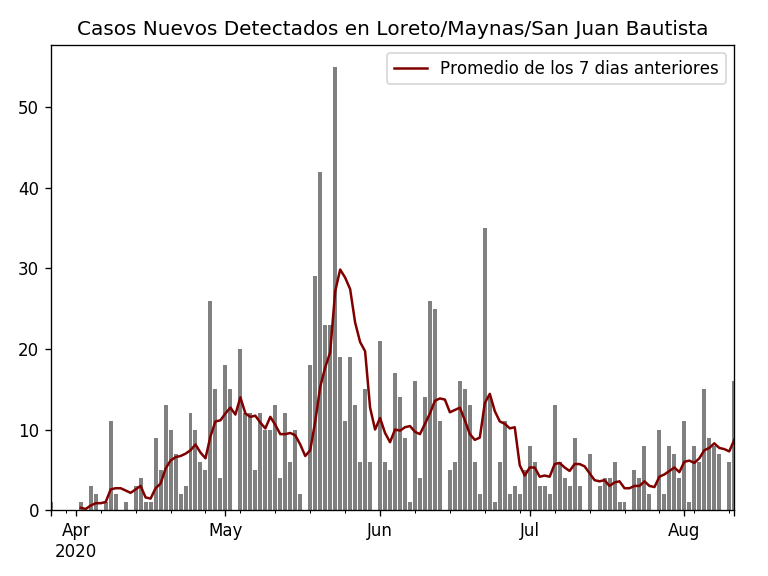 Casos Nuevos Detectados en Loreto/Maynas/San Juan Bautista
Promedio de los 7 dias anteriores
50
40
30
20
10
0
Apr May Jun Jul Aug
2020